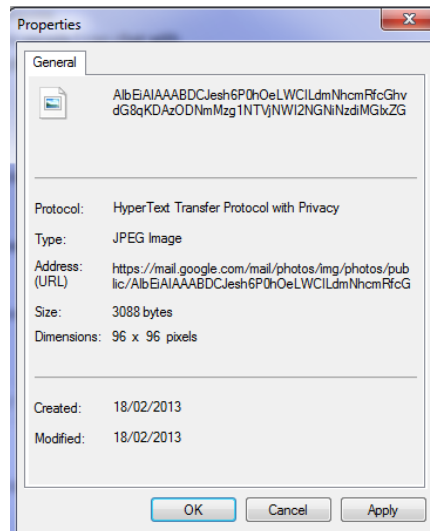 Properties
General
AlbEiAIAAABDCJesh6P0hOeLWCILdmNhcmRfcGhv
dG8qKDAzODNmMzg1NTVjNWI2NGNiNzdiMGIxZG
Protocol: HyperText Transfer Protocol with Privacy
Type: JPEG Image
Address: https://mail.google.com/mail/photos/img/photos/pub
(URL) lic/AlbEiAIAAABDCJesh6P0hOeLWCILdmNhcmRfcG
Size: 3088 bytes
Dimensions: 96 x 96 pixels
Created: 18/02/2013
Modified: 18/02/2013
OK Cancel Apply